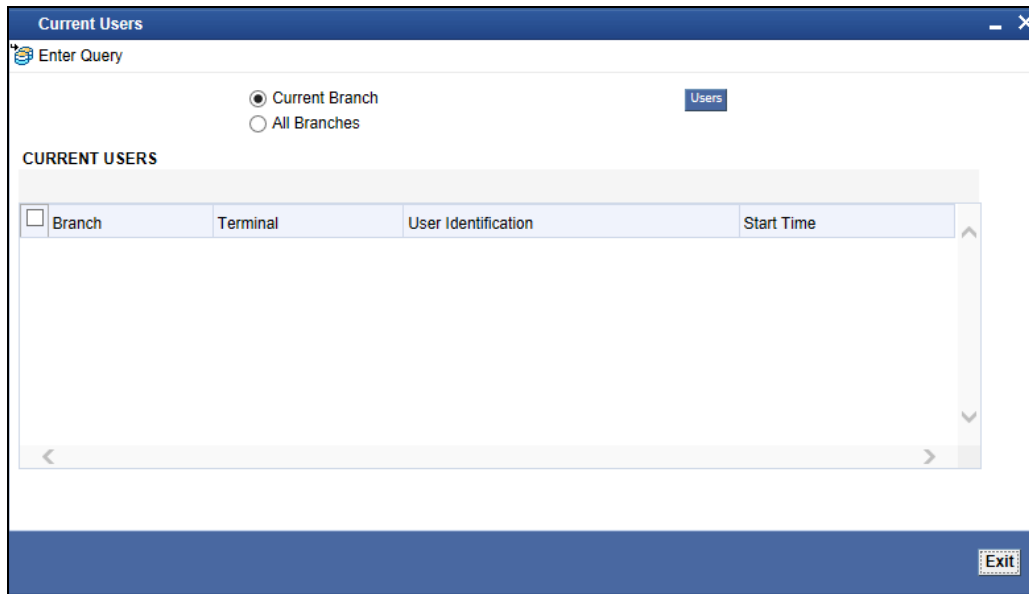 Current Users
Enter Query
Current Branch Users
All Branches
CURRENT USERS
Branch Terminal User Identification Start Time
Exit